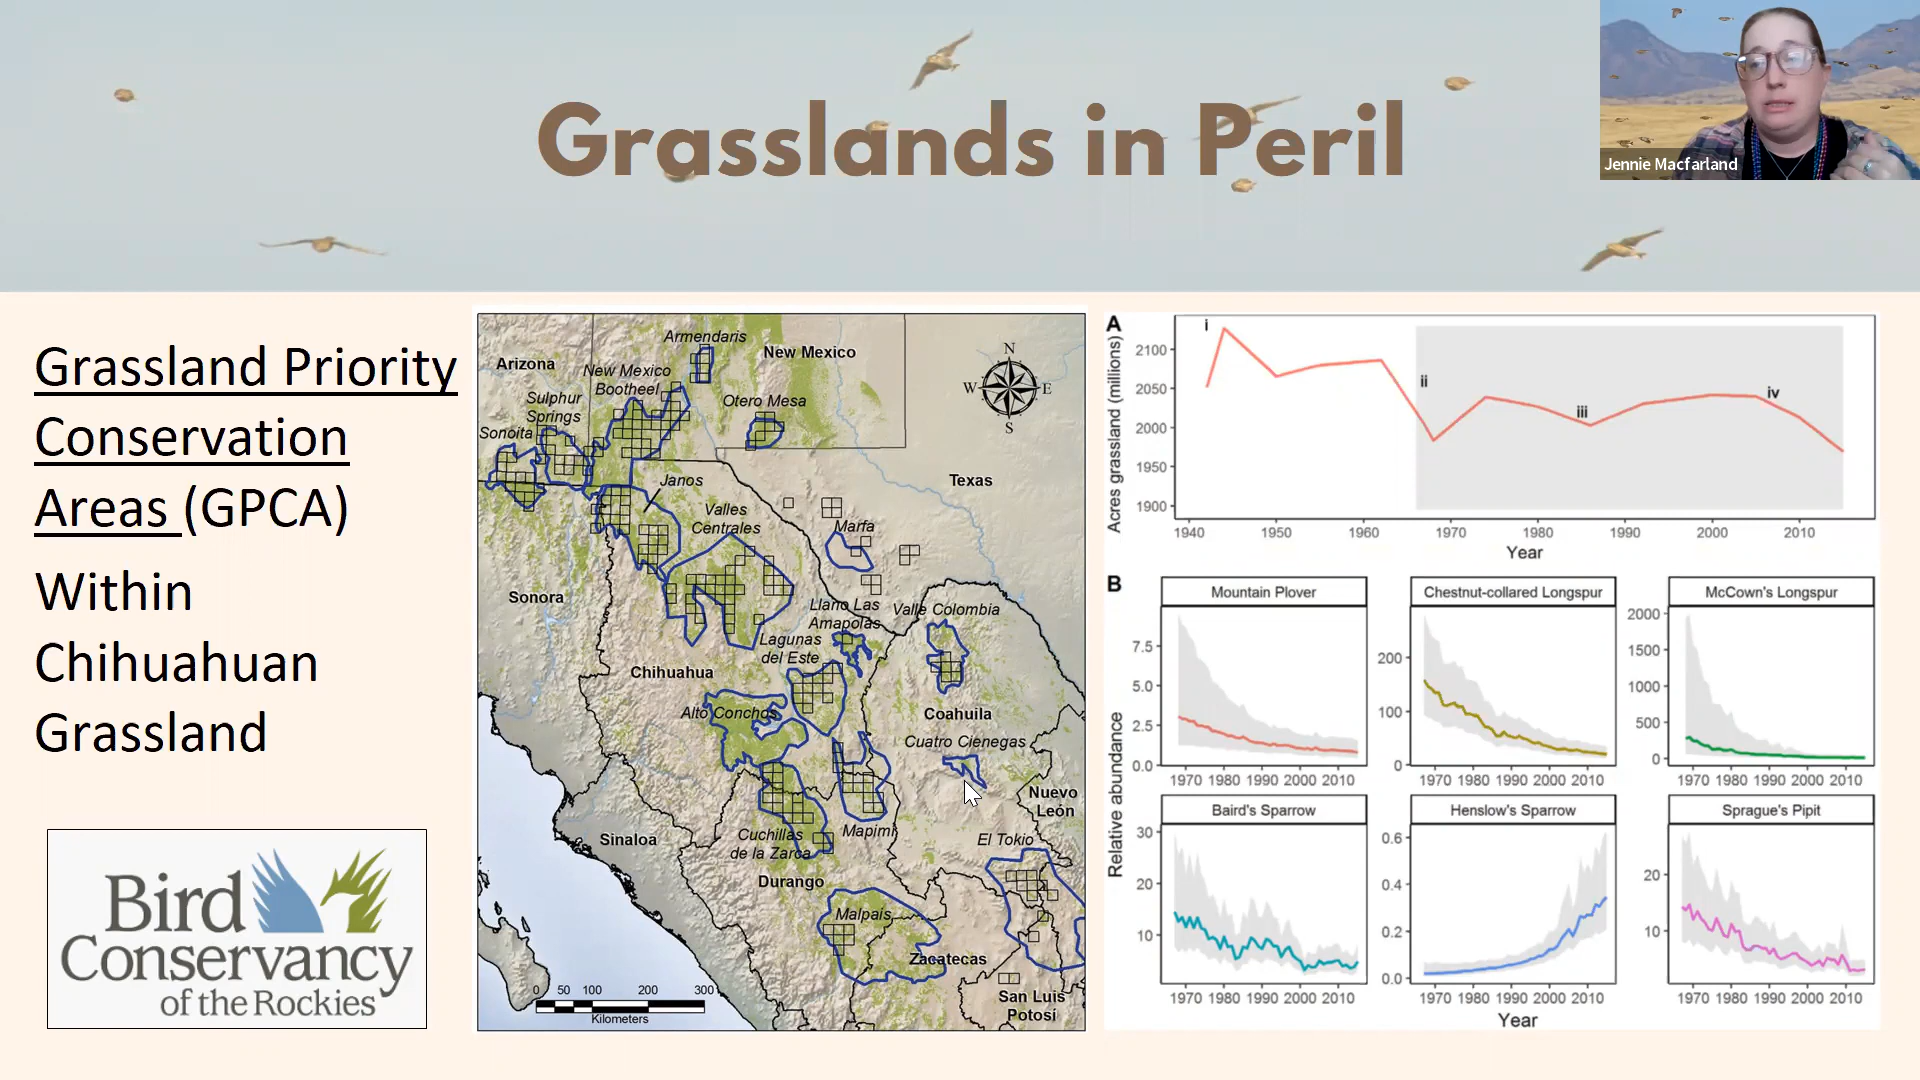 Grasslands in Peril
Jennie Macfarland
Grassland Priority
Conservation
Areas (GPCA)
Within
Chihuahuan
Grassland
Bird
Conservancy
of the Rockies
Armendaris
Arizona
New Mexico
New Mexico
Bootheel
Sulphur
Springs
Otero Mesa
Sonoita
N
W
E
S
Janos
Texas
Valles
Centrales
Marfa
Sonora
Llano Las
Amapolas
Valle Colombia
Lagunas
del Este
Chihuahua
Alto Conchos
Coahuila
Cuatro Cienegas
Nuevo
León
Cuchillas
de la Zarca
Mapimi
Sinaloa
El Tokio
Durango
Malpais
Zacatecas
San Luis
Potosí
0 50 100 200 300
Kilometers
A
Acres grassland (millions)
2100
2050
2000
1950
1900
i
ii
iii
iv
1940 1950 1960 1970 1980 1990 2000 2010
Year
B
Relative abundance
Mountain Plover
7.5
5.0
2.5
0.0
1970 1980 1990 2000 2010
Chestnut-collared Longspur
200
100
0
1970 1980 1990 2000 2010
McCown's Longspur
2000
1500
1000
500
0
1970 1980 1990 2000 2010
Baird's Sparrow
30
20
10
1970 1980 1990 2000 2010
Henslow's Sparrow
0.6
0.4
0.2
0.0
1970 1980 1990 2000 2010
Sprague's Pipit
20
10
1970 1980 1990 2000 2010
Year